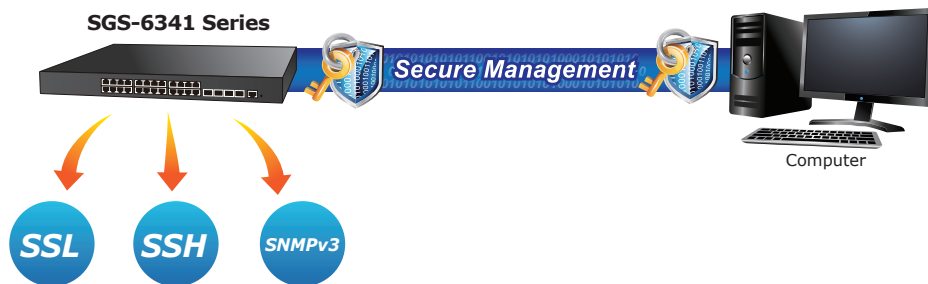 SGS-6341 Series
Secure Management
Computer
SSL
SSH
SNMPv3